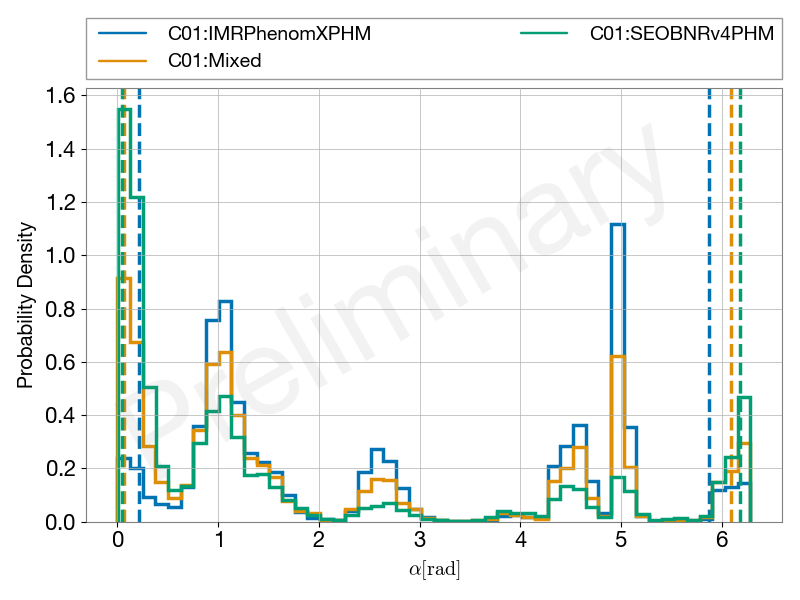 C01:IMRPhenomXPHM C01:SEOBNRv4PHM
C01:Mixed
1.6
1.4
1.2
1.0
0.8
0.6
0.4
0.2
0.0
Probability Density
Preliminary
0 1 2 3 4 5 6
α[rad]